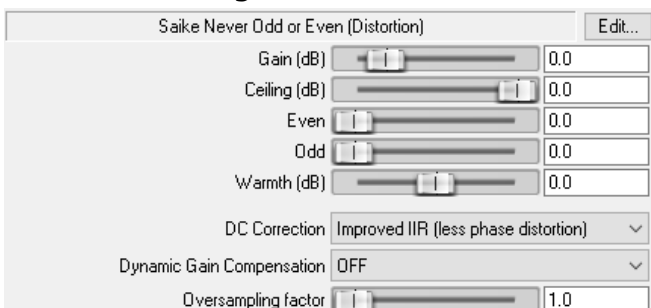 Saike Never Odd or Even (Distortion) Edit...
Gain (dB) 0.0
Ceiling (dB) 0.0
Even 0.0
Odd 0.0
Warmth (dB) 0.0
DC Correction Improved IIR (less phase distortion)
Dynamic Gain Compensation OFF
Oversampling factor 1.0